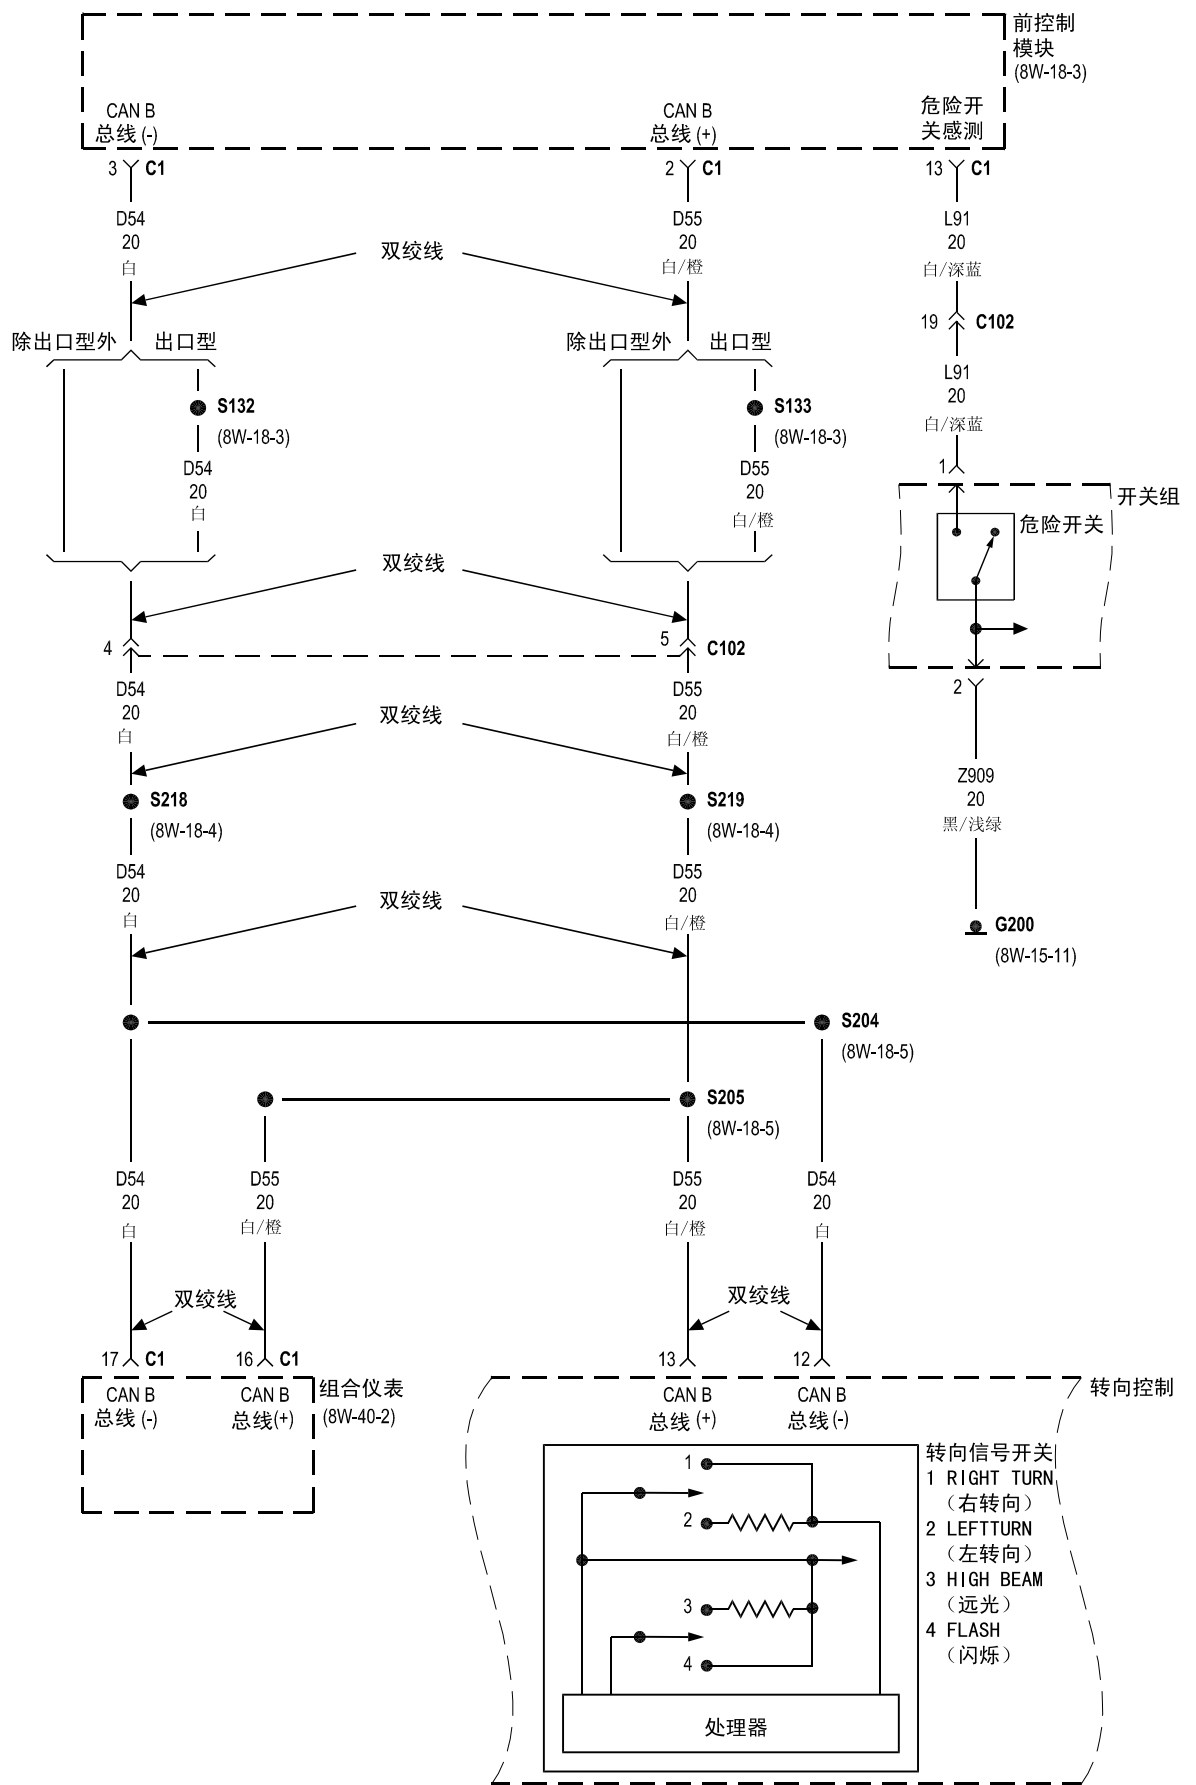 前控制
模块
(8W-18-3)
CAN B
总线 (-)
CAN B
总线 (+)
危险开
关感测
3 C1
2 C1
13 C1
D54
20
白
双绞线
D55
20
白/橙
L91
20
白/深蓝
19 C102
除出口型外 出口型
除出口型外 出口型
L91
20
白/深蓝
S132
(8W-18-3)
S133
(8W-18-3)
D54
20
白
D55
20
白/橙
1
开关组
危险开关
双绞线
4
5 C102
2
D54
20
白
双绞线
D55
20
白/橙
Z909
20
黑/浅绿
S218
(8W-18-4)
S219
(8W-18-4)
D54
20
白
双绞线
D55
20
白/橙
G200
(8W-15-11)
S204
(8W-18-5)
S205
(8W-18-5)
D54
20
白
D55
20
白/橙
D55
20
白/橙
D54
20
白
双绞线
双绞线
17 C1
16 C1
13
12
CAN B
总线 (-)
CAN B
总线(+)
组合仪表
(8W-40-2)
CAN B
总线 (+)
CAN B
总线 (-)
转向控制
1
2
3
4
处理器
转向信号开关
1 RIGHT TURN
（右转向）
2 LEFTTURN
（左转向）
3 HIGH BEAM
（远光）
4 FLASH
（闪烁）